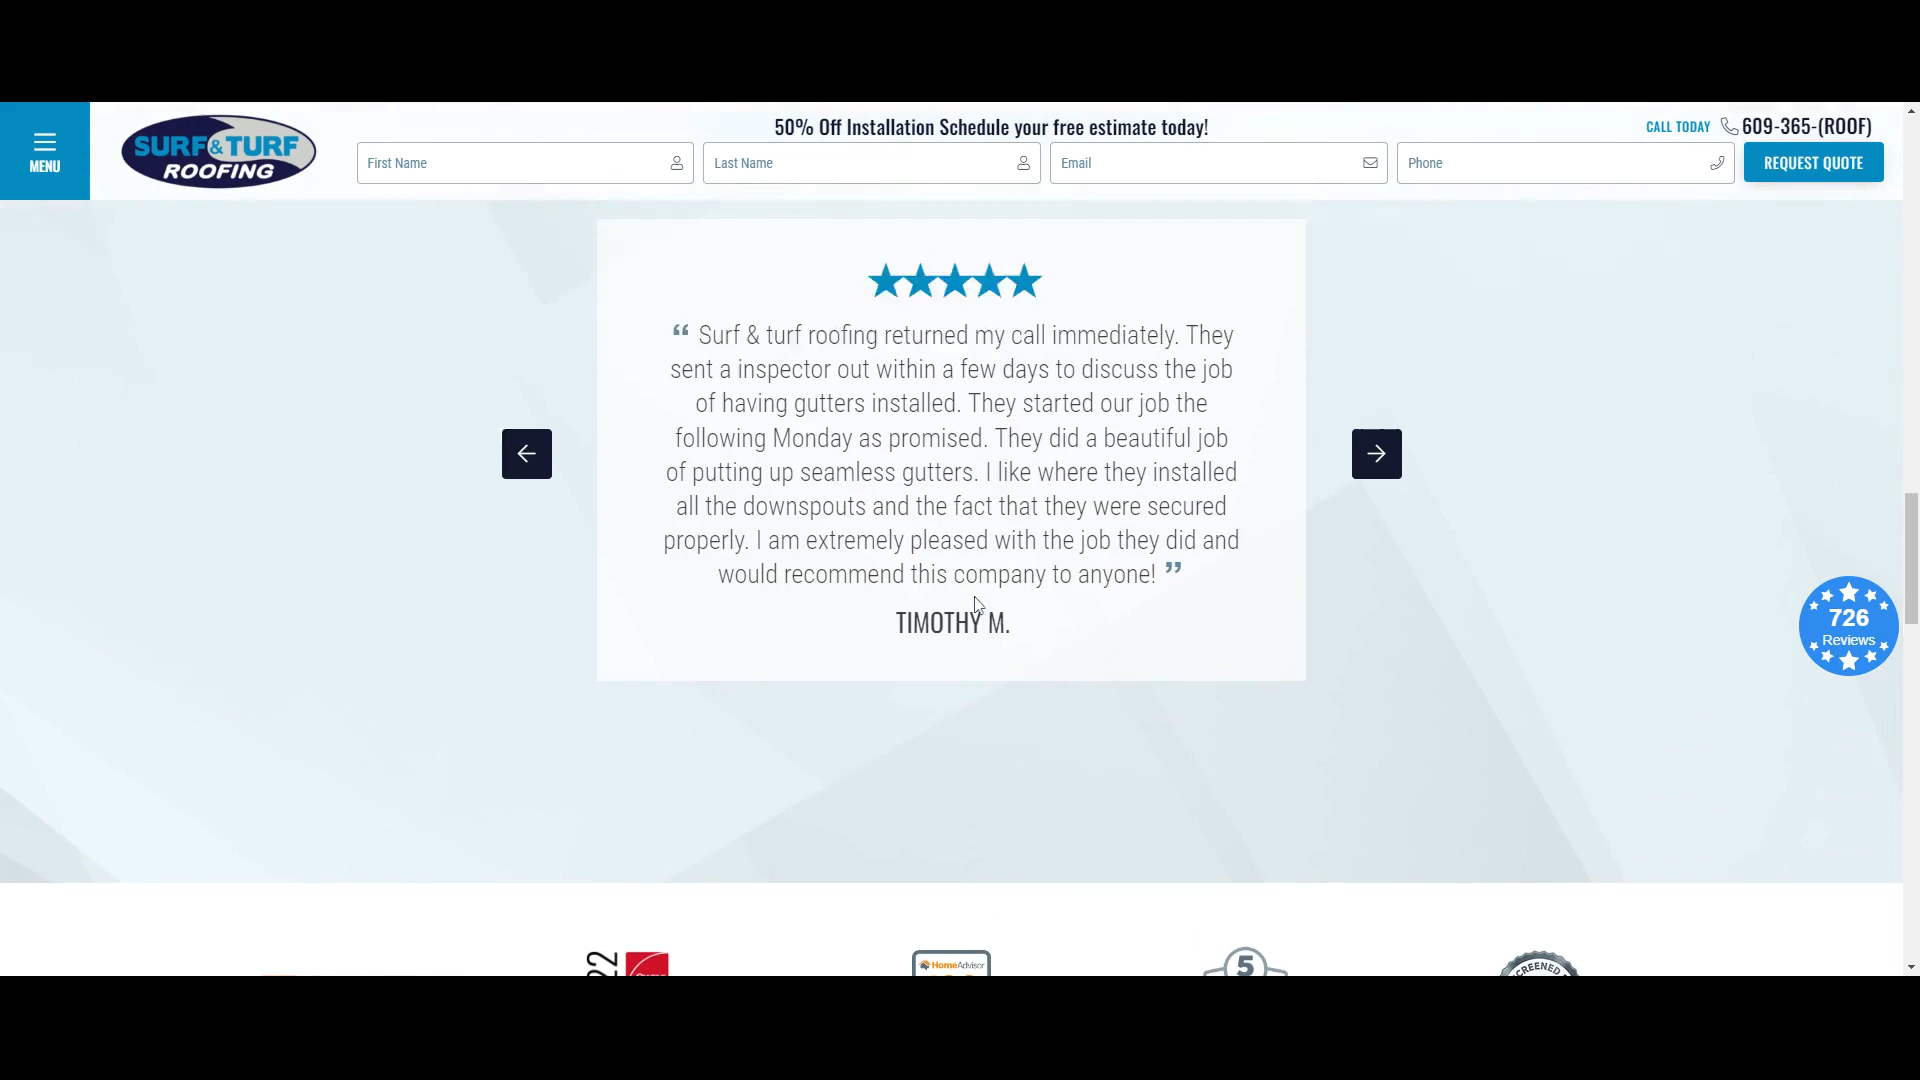 MENU
SURF & TURF
ROOFING
50% Off Installation Schedule your free estimate today!
CALL TODAY 609-365-(ROOF)
First Name
Last Name
Email
Phone
REQUEST QUOTE
“ Surf & turf roofing returned my call immediately. They
sent a inspector out within a few days to discuss the job
of having gutters installed. They started our job the
following Monday as promised. They did a beautiful job
of putting up seamless gutters. I like where they installed
all the downspouts and the fact that they were secured
properly. I am extremely pleased with the job they did and
would recommend this company to anyone! ”
TIMOTHY M.
726
Reviews
22
HomeAdvisor
5